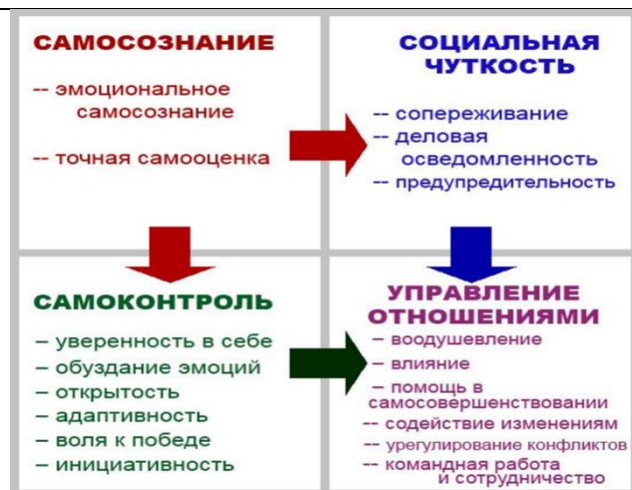 САМОСОЗНАНИЕ
-- эмоциональное
самосознание
-- точная самооценка
СОЦИАЛЬНАЯ
ЧУТКОСТЬ
-- сопереживание
-- деловая
осведомленность
-- предупредительность
САМОКОНТРОЛЬ
– уверенность в себе
– обуздание эмоций
– открытость
– адаптивность
– воля к победе
– инициативность
УПРАВЛЕНИЕ
ОТНОШЕНИЯМИ
– воодушевление
– влияние
– помощь в
самосовершенствовании
-- содействие изменениям
-- урегулирование конфликтов
-- командная работа
и сотрудничество